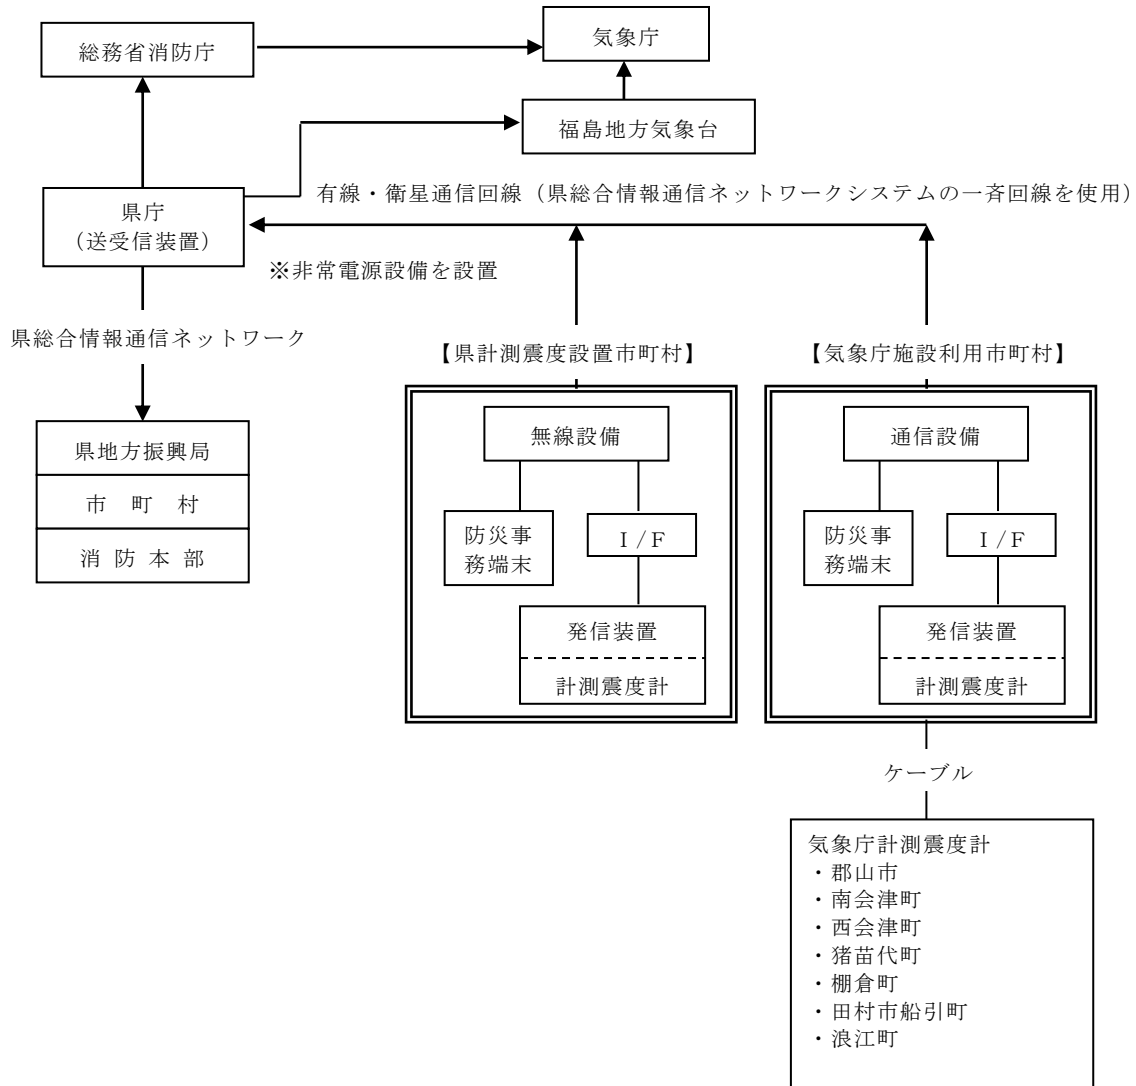 総務省消防庁
気象庁
福島地方気象台
有線・衛星通信回線（県総合情報通信ネットワークシステムの一斉回線を使用）
県庁
（送受信装置）
※非常電源設備を設置
県総合情報通信ネットワーク
【県計測震度設置市町村】
【気象庁施設利用市町村】
県地方振興局
市　町　村
消 防 本 部
無線設備
防災事
務端末
Ｉ/Ｆ
発信装置
計測震度計
通信設備
防災事
務端末
Ｉ/Ｆ
発信装置
計測震度計
ケーブル
気象庁計測震度計
・郡山市
・南会津町
・西会津町
・猪苗代町
・棚倉町
・田村市船引町
・浪江町